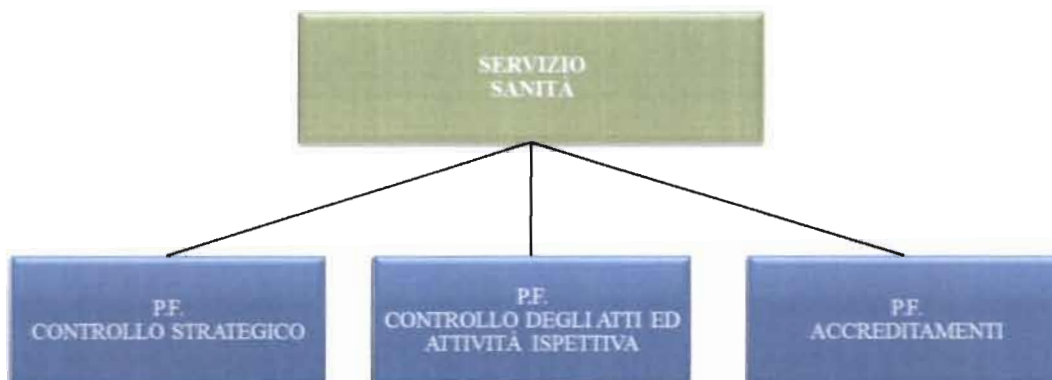 SERVIZIO
SANITÀ
P.F.
CONTROLLO STRATEGICO
P.F.
CONTROLLO DEGLI ATTI ED
ATTIVITÀ ISPETTIVA
P.F.
ACCREDITAMENTI